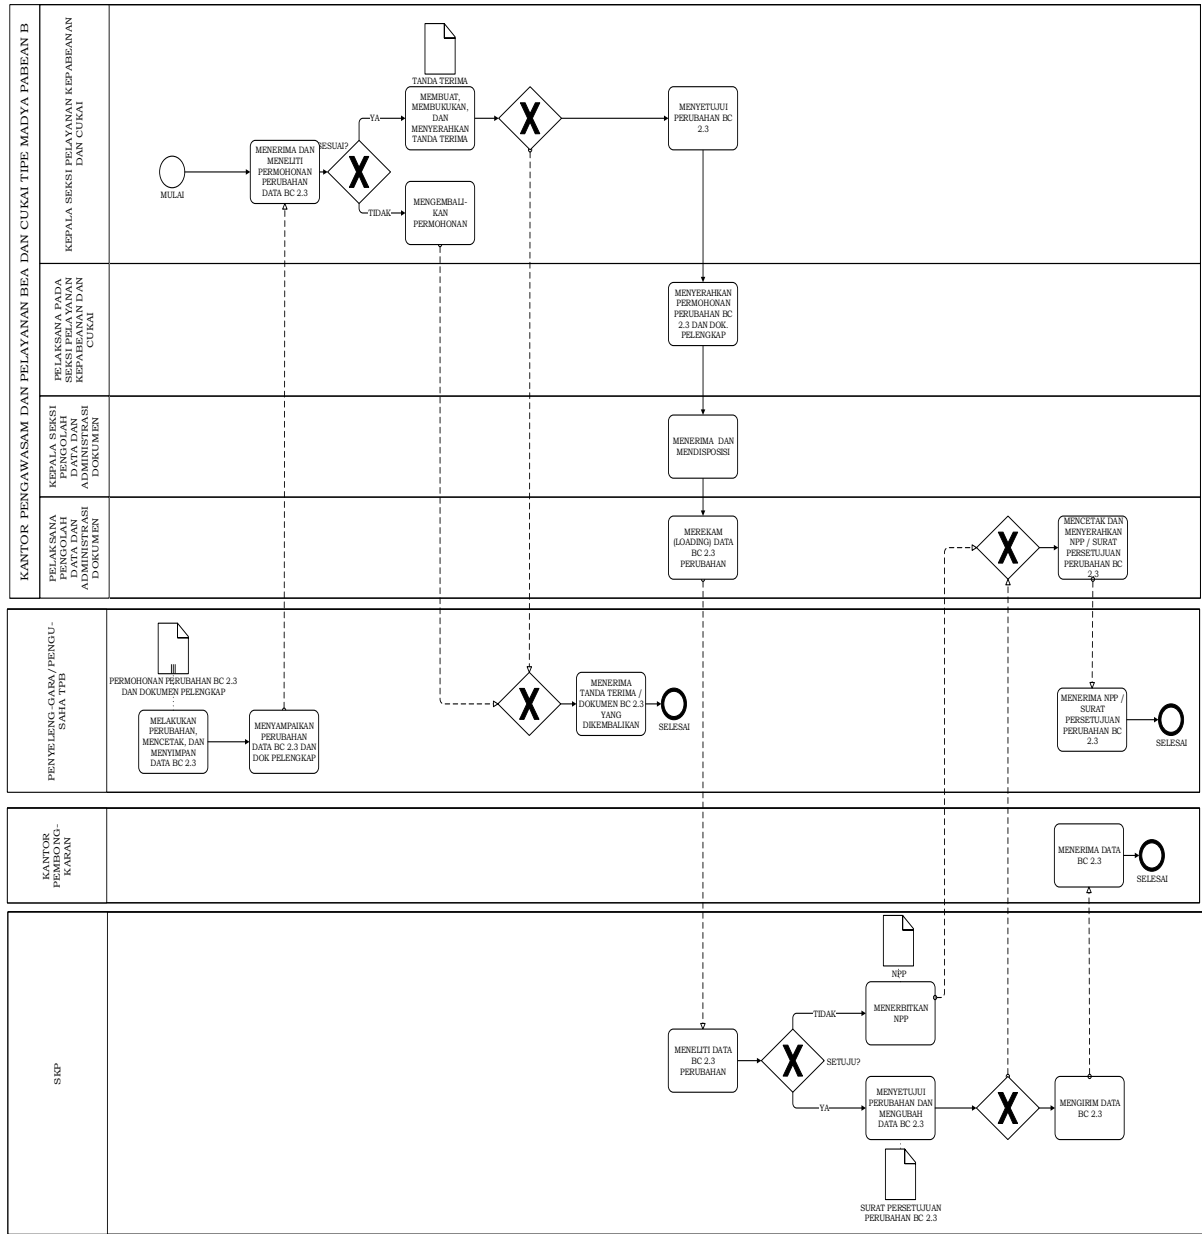 KANTOR PENGAWASAM DAN PELAYANAN BEA DAN CUKAI TIPE MADYA PABEAN B
KEPALA SEKSI PELAYANAN KEPABEANAN
DAN CUKAI
TANDA TERIMA
MULAI
MENERIMA DAN
MENELITI
PERMOHONAN
PERUBAHAN
DATA BC 2.3
SESUAI?
YA
MEMBUAT,
MEMBUKUKAN,
DAN
MENYERAHKAN
TANDA TERIMA
TIDAK
MENGEMBALI-
KAN
PERMOHONAN
MENYETUJUI
PERUBAHAN BC
2.3
PELAKSANA PADA
SEKSI PELAYANAN
KEPABEANAN DAN
CUKAI
MENYERAHKAN
PERMOHONAN
PERUBAHAN BC
2.3 DAN DOK.
PELENGKAP
KEPALA SEKSI
PENGOLAH
DATA DAN
ADMINISTRASI
DOKUMEN
MENERIMA DAN
MENDISPOSISI
PELAKSANA
PENGOLAH
DATA DAN
ADMINISTRASI
DOKUMEN
MEREKAM
(LOADING) DATA
BC 2.3
PERUBAHAN
MENCETAK DAN
MENYERAHKAN
NPP / SURAT
PERSETUJUAN
PERUBAHAN BC
2.3
PENYELENG-GARA/PENGU-
SAHA TPB
PERMOHONAN PERUBAHAN BC 2.3
DAN DOKUMEN PELENGKAP
MELAKUKAN
PERUBAHAN,
MENCETAK, DAN
MENYIMPAN
DATA BC 2.3
MENYAMPAIKAN
PERUBAHAN
DATA BC 2.3 DAN
DOK PELENGKAP
MENERIMA
TANDA TERIMA /
DOKUMEN BC 2.3
YANG
DIKEMBALIKAN
SELESAI
MENERIMA NPP /
SURAT
PERSETUJUAN
PERUBAHAN BC
2.3
SELESAI
KANTOR
PEMBONG-
KARAN
MENERIMA DATA
BC 2.3
SELESAI
SKP
MENELITI DATA
BC 2.3
PERUBAHAN
SETUJU?
TIDAK
NPP
MENERBITKAN
NPP
YA
MENYETUJUI
PERUBAHAN DAN
MENGUBAH
DATA BC 2.3
SURAT PERSETUJUAN
PERUBAHAN BC 2.3
MENGIRIM DATA
BC 2.3